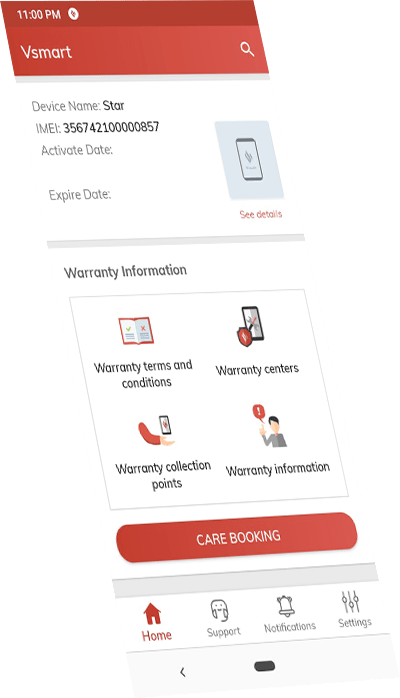 11:00 PM
Vsmart
Device Name: Star
IMEI: 356742100000857
Activate Date:
Expire Date:
See details
Warranty Information
Warranty terms and
conditions
Warranty centers
Warranty collection
points
Warranty information
CARE BOOKING
Home
Support
Notifications
Settings